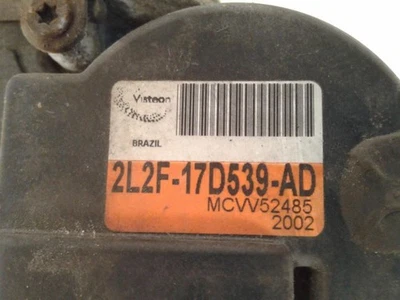 Visteon
BRAZIL
2L2F-17D539-AD
MCVV52485
2002